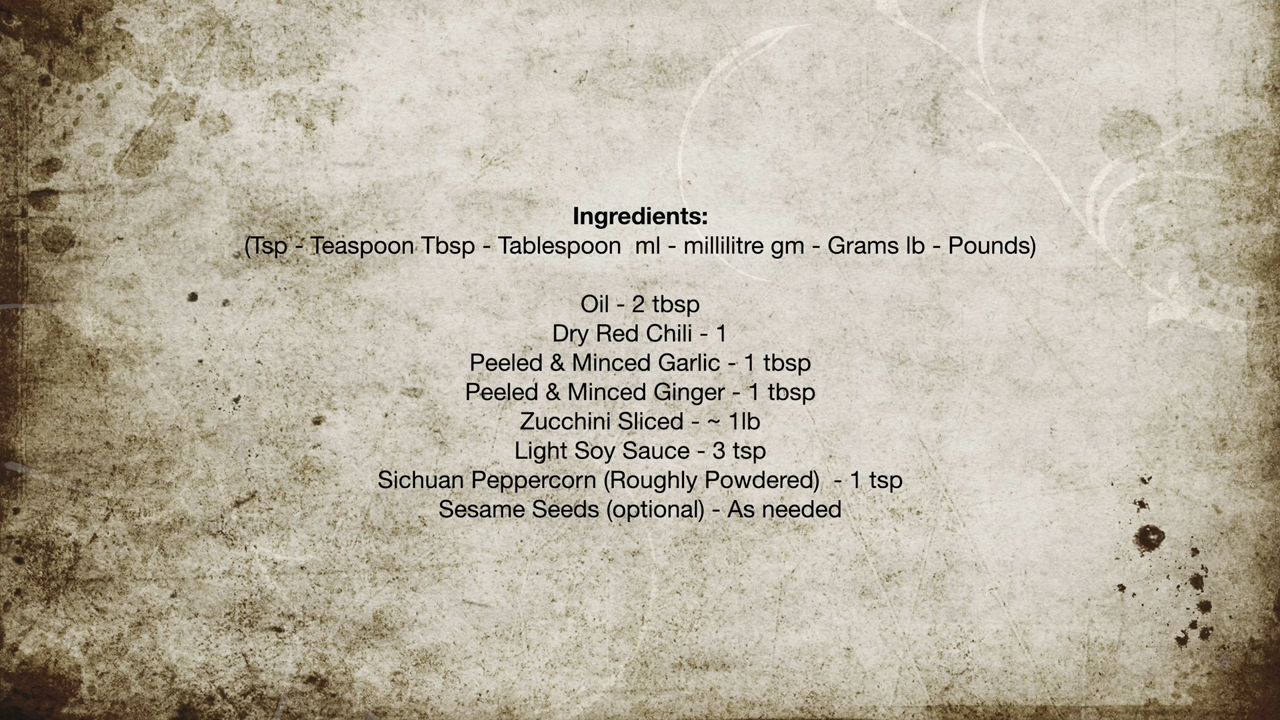 Ingredients:
(Tsp - Teaspoon Tbsp - Tablespoon  ml - millilitre gm - Grams lb - Pounds)
Oil - 2 tbsp
Dry Red Chili - 1
Peeled & Minced Garlic - 1 tbsp
Peeled & Minced Ginger - 1 tbsp
Zucchini Sliced - ~ 1lb
Light Soy Sauce - 3 tsp
Sichuan Peppercorn (Roughly Powdered)  - 1 tsp
Sesame Seeds (optional) - As needed